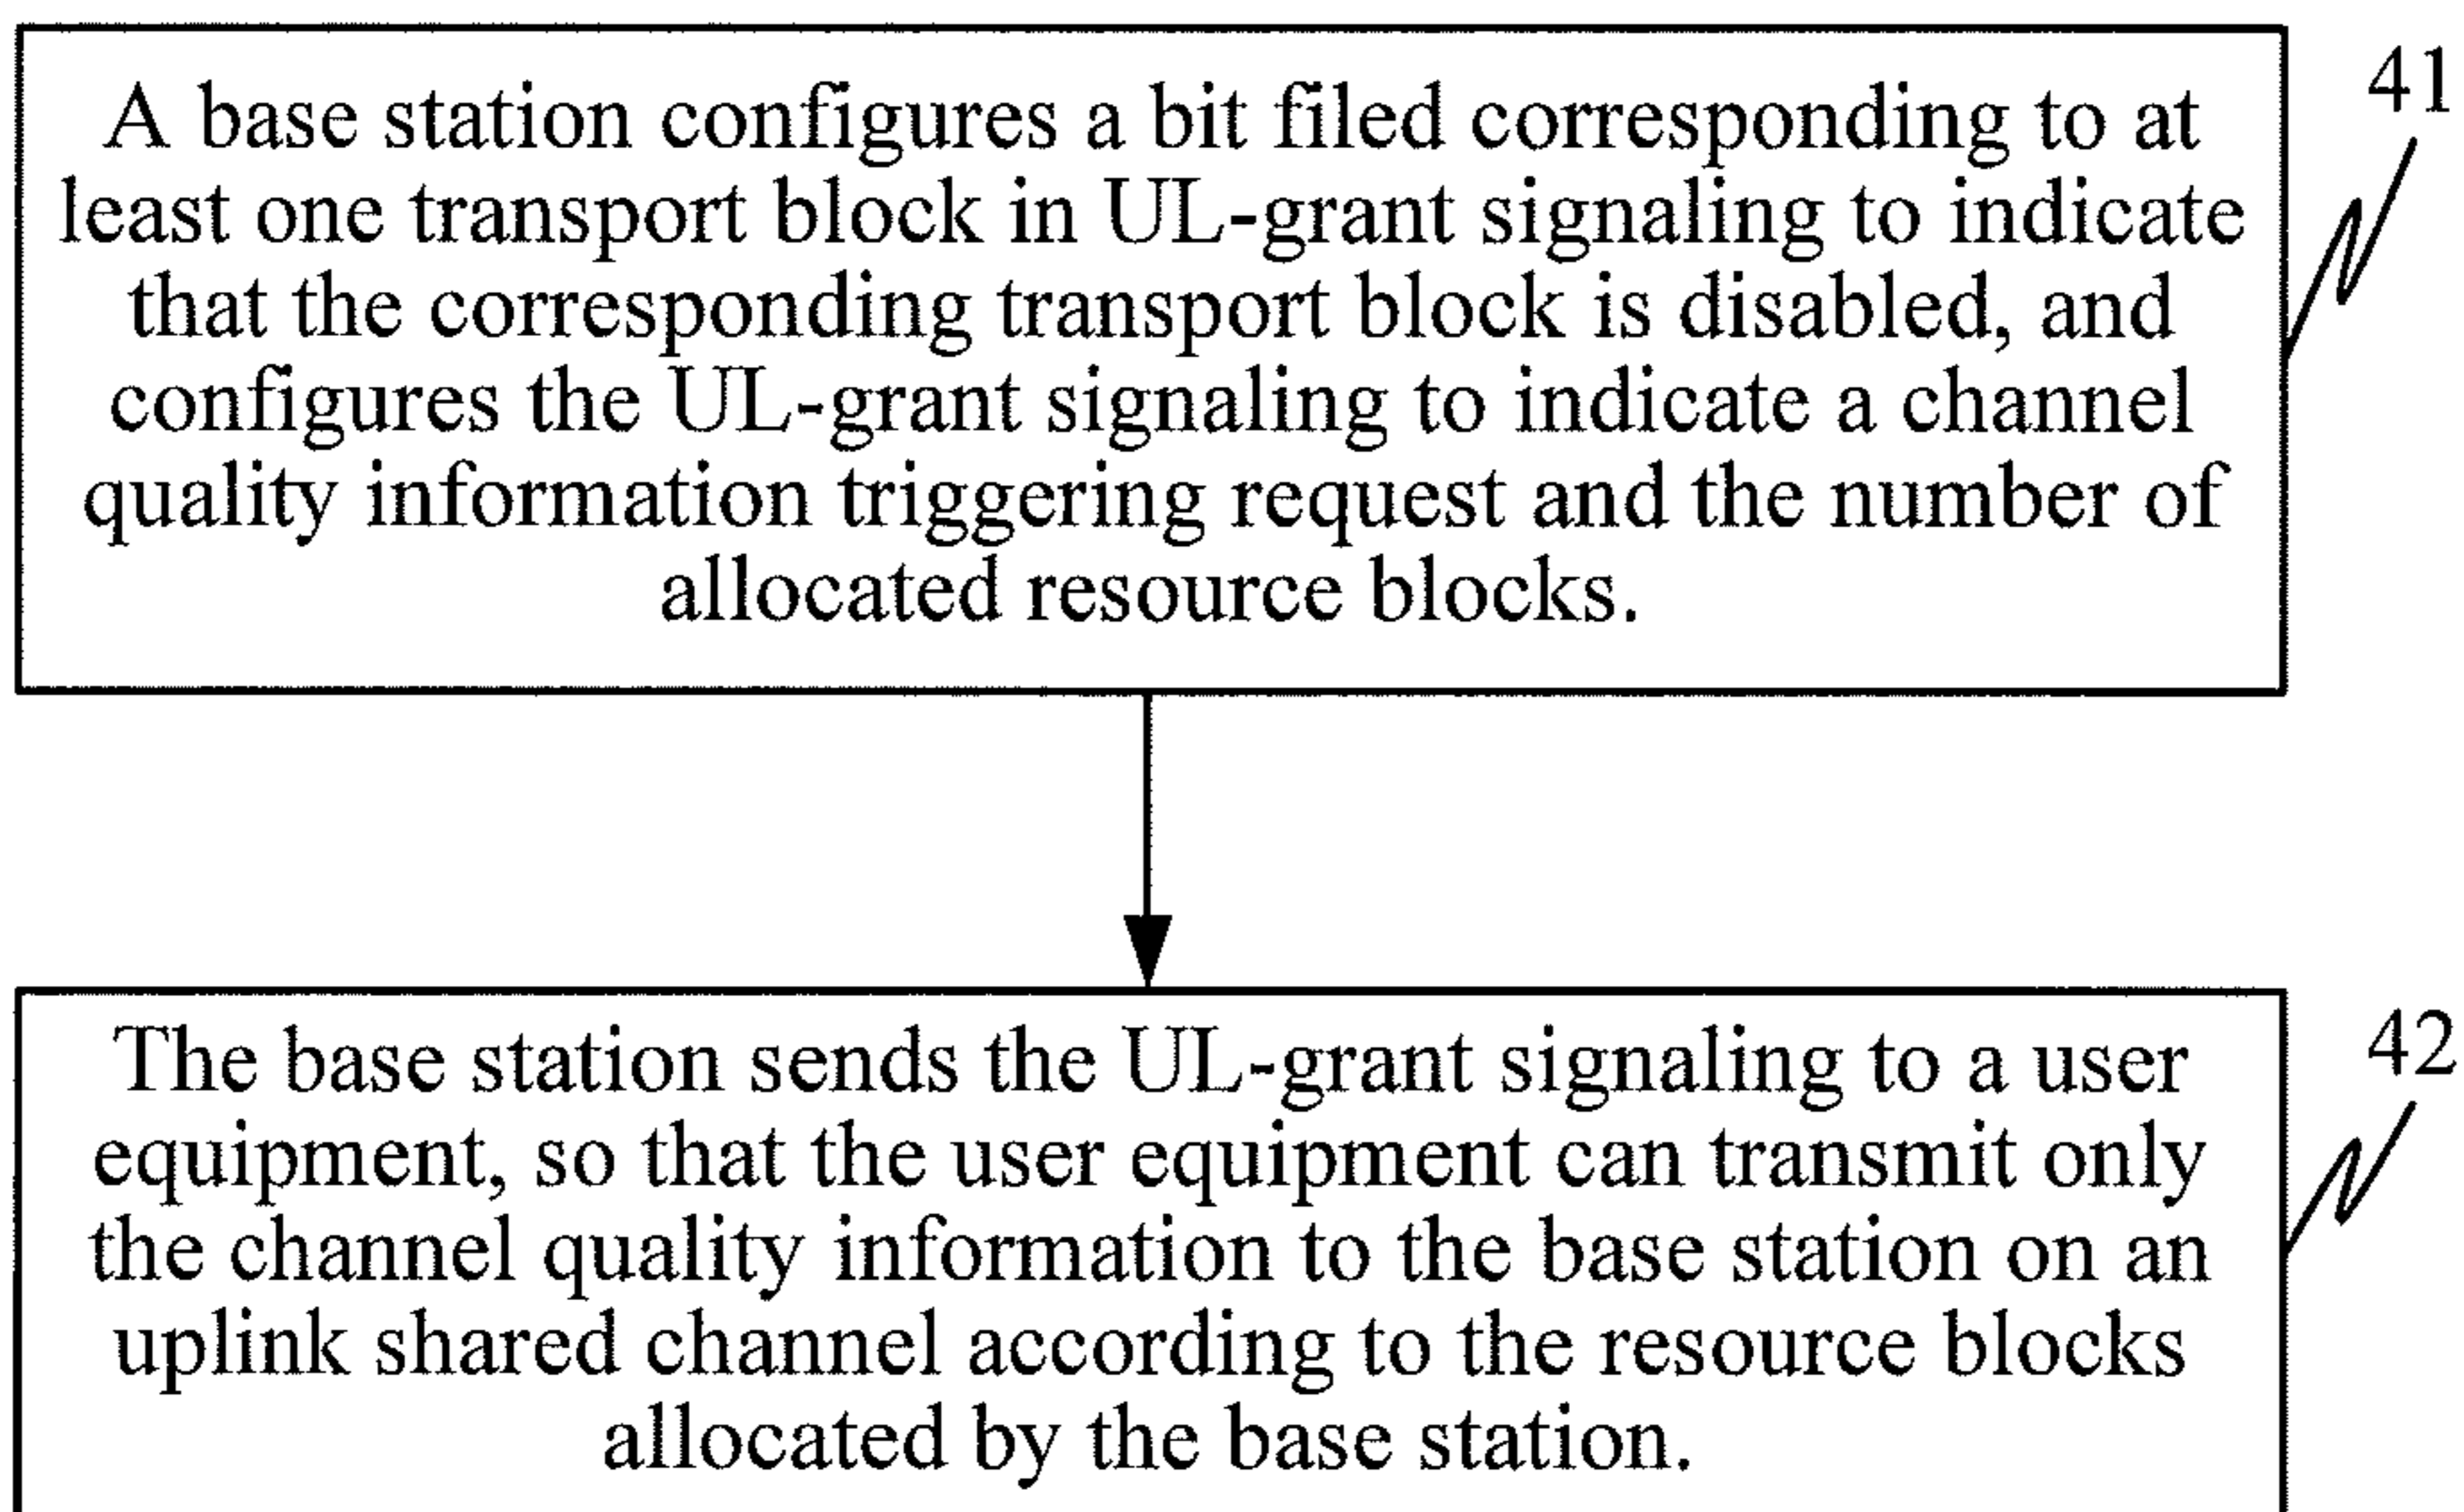 A base station configures a bit filed corresponding to at
least one transport block in UL-grant signaling to indicate
that the corresponding transport block is disabled, and
configures the UL-grant signaling to indicate a channel
quality information triggering request and the number of
allocated resource blocks.
41
The base station sends the UL-grant signaling to a user
equipment, so that the user equipment can transmit only
the channel quality information to the base station on an
uplink shared channel according to the resource blocks
allocated by the base station.
42